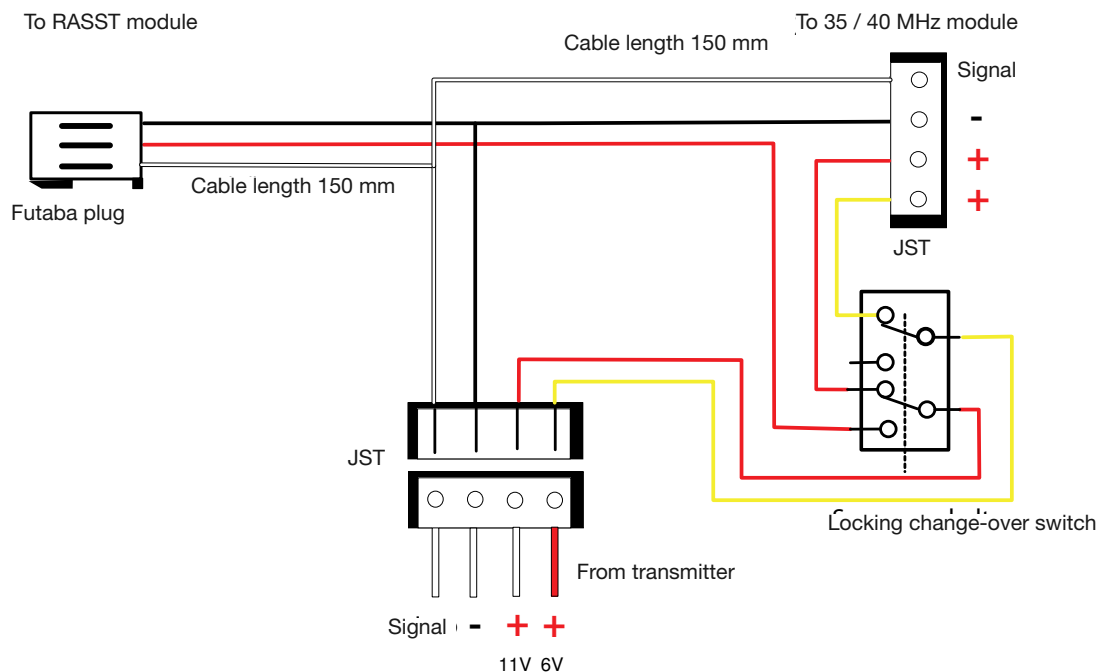 To RASST module
To 35 / 40 MHz module
Cable length 150 mm
Signal
-
+
+
JST
Cable length 150 mm
Futaba plug
JST
Locking change-over switch
From transmitter
Signal - + +
11V 6V